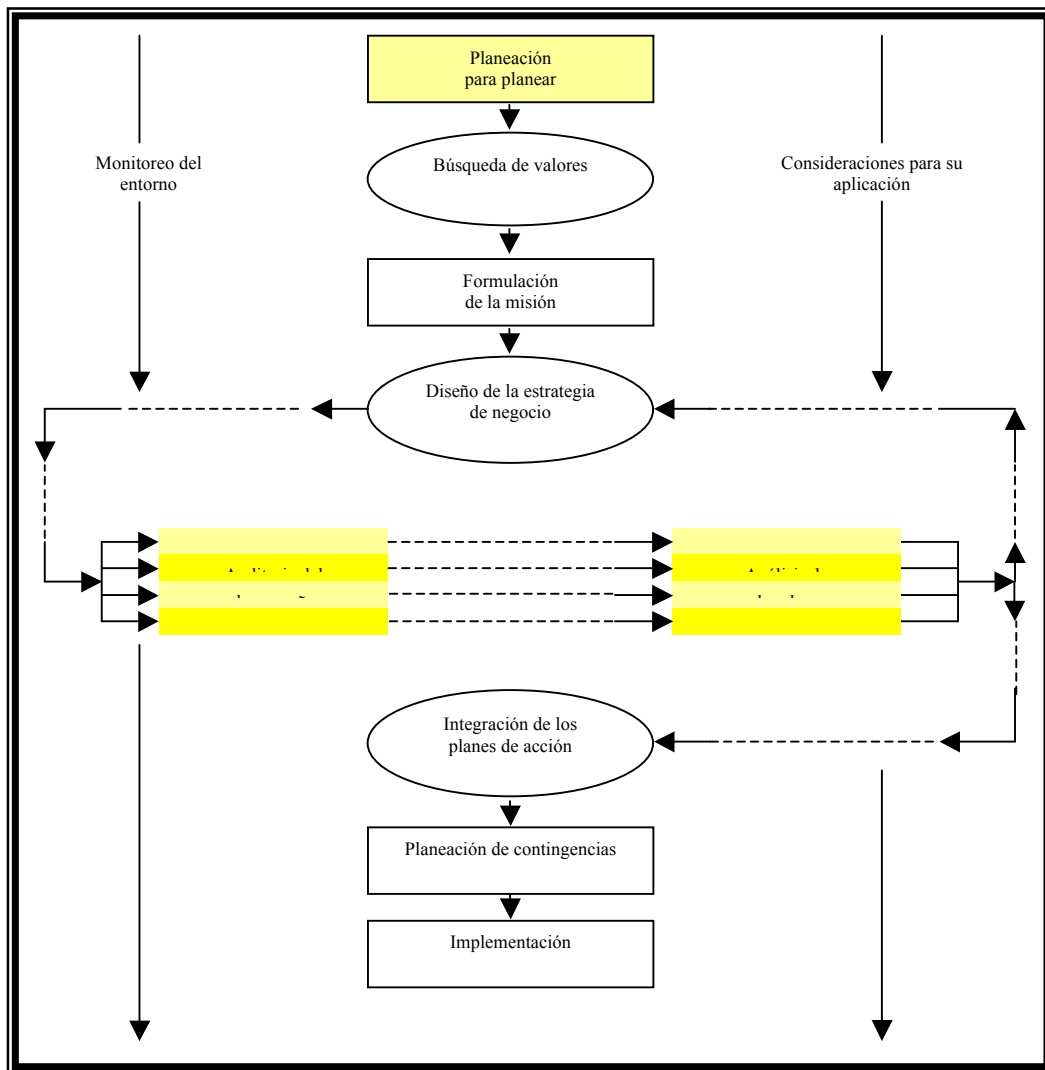 Planeación
para planear
Monitoreo del
entorno
Búsqueda de valores
Consideraciones para su
aplicación
Formulación
de la misión
Diseño de la estrategia
de negocio
Integración de los
planes de acción
Planeación de contingencias
Implementación